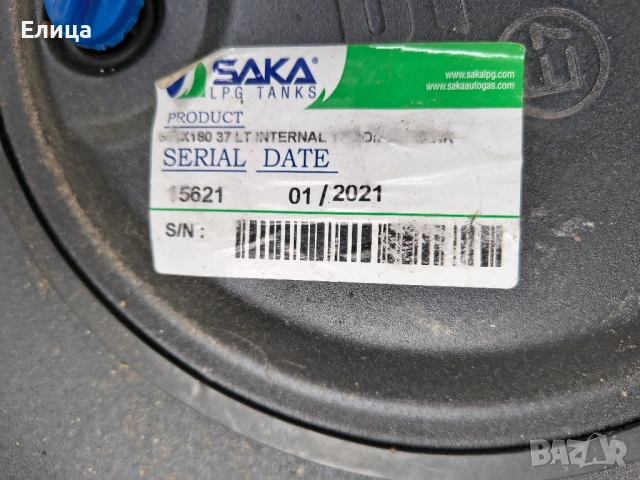 Елица
SAKA®
LPG TANKS
www.sakalpg.com
www.sakaautogas.com
PRODUCT
X180 37 LT INTERNAL
SERIAL DATE
15621 01/2021
S/N :
E
BAZAR